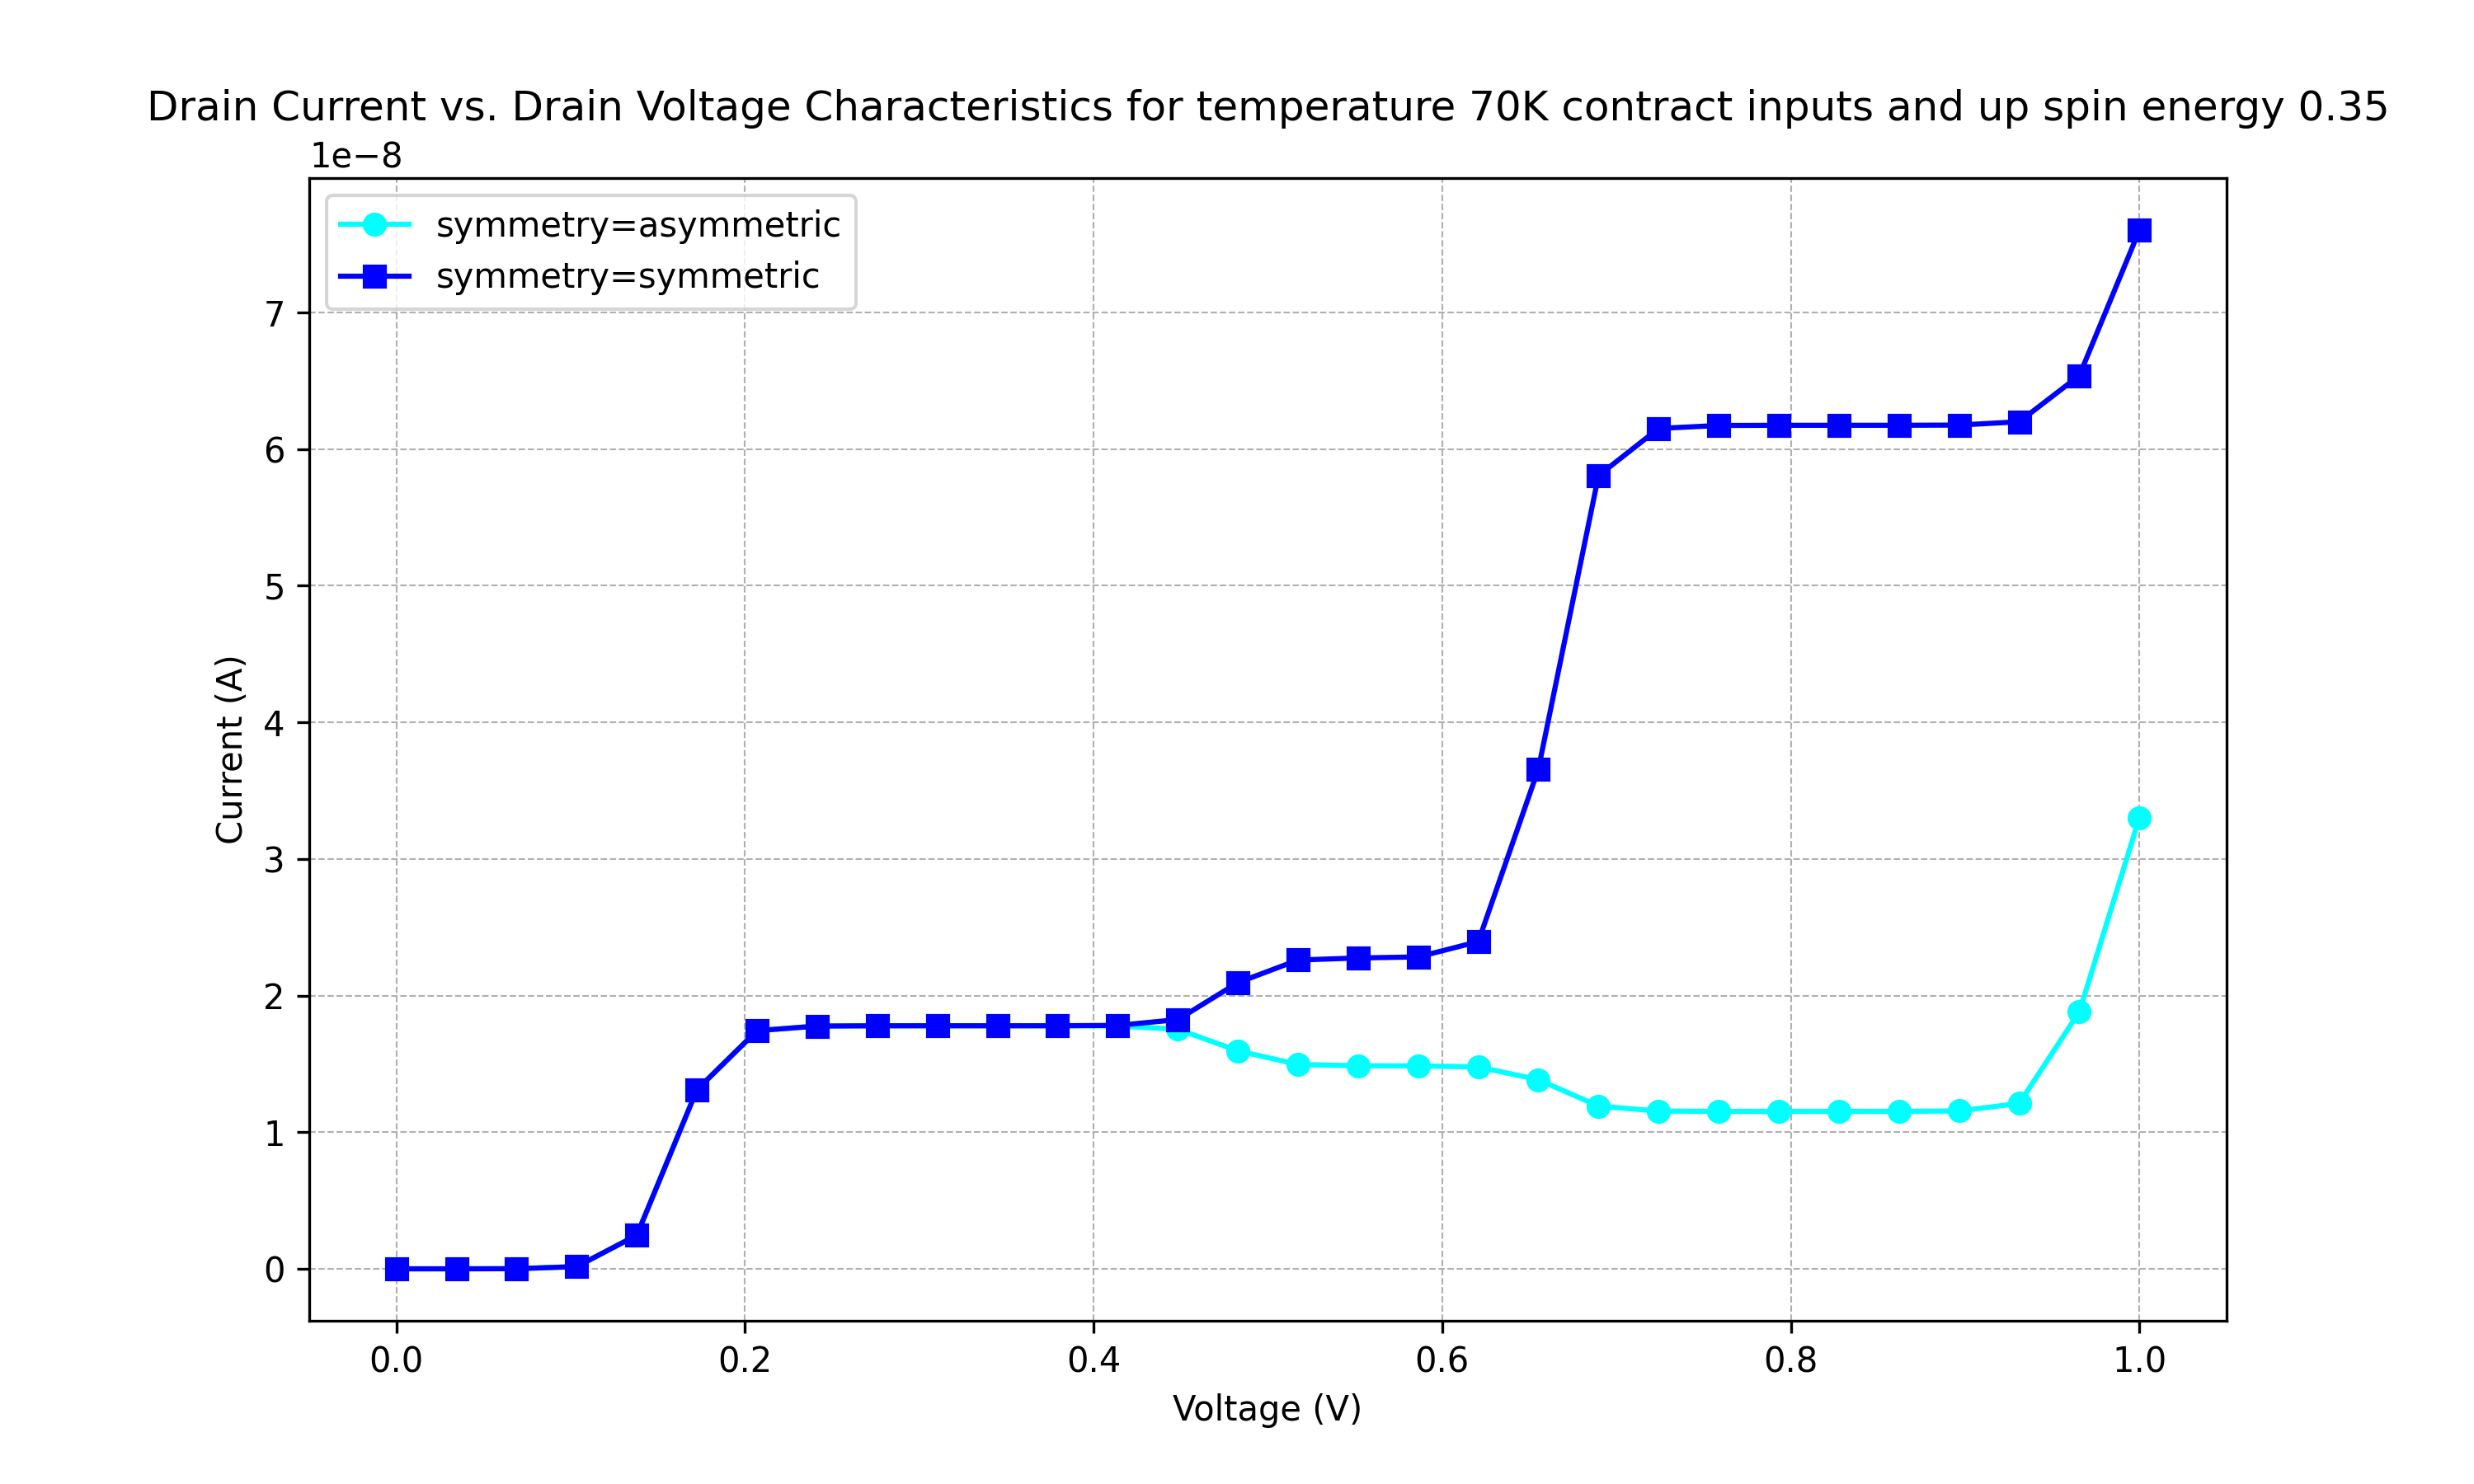 Drain Current vs. Drain Voltage Characteristics for temperature 70K contract inputs and up spin energy 0.35
1e−8
symmetry=asymmetric
symmetry=symmetric
7
6
5
4
3
2
1
0
Current (A)
0.0 0.2 0.4 0.6 0.8 1.0
Voltage (V)